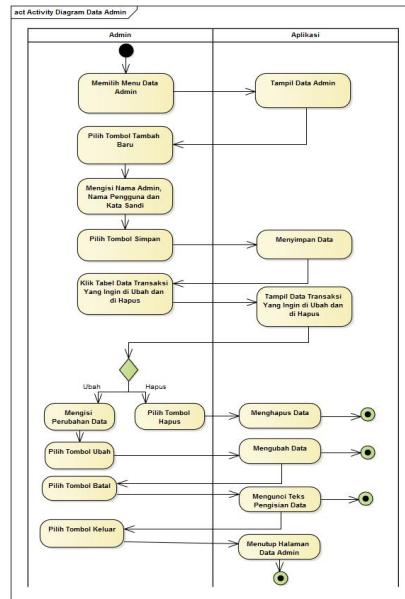 act Activity Diagram Data Admin
Admin
Aplikasi
Memilih Menu Data
Admin
Tampil Data Admin
Pilih Tombol Tambah
Baru
Mengisi Nama Admin,
Nama Pengguna dan
Kata Sandi
Pilih Tombol Simpan
Menyimpan Data
Klik Tabel Data Transaksi
Yang Ingin di Ubah dan
di Hapus
Tampil Data Transaksi
Yang Ingin di Ubah dan
di Hapus
Ubah
Hapus
Mengisi
Perubahan Data
Pilih Tombol
Hapus
Menghapus Data
Pilih Tombol Ubah
Mengubah Data
Pilih Tombol Batal
Mengunci Teks
Pengisian Data
Pilih Tombol Keluar
Menutup Halaman
Data Admin